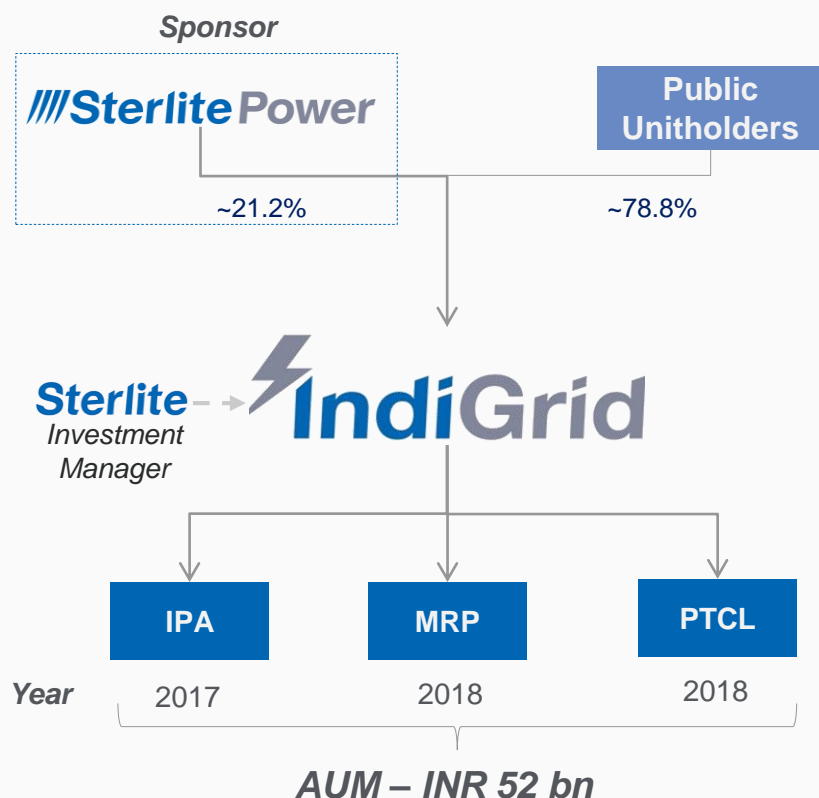 Sponsor
Sterlite Power
Public
Unitholders
~21.2%
~78.8%
Sterlite
Investment
Manager
IndiGrid
IPA
MRP
PTCL
Year
2017
2018
2018
AUM – INR 52 bn